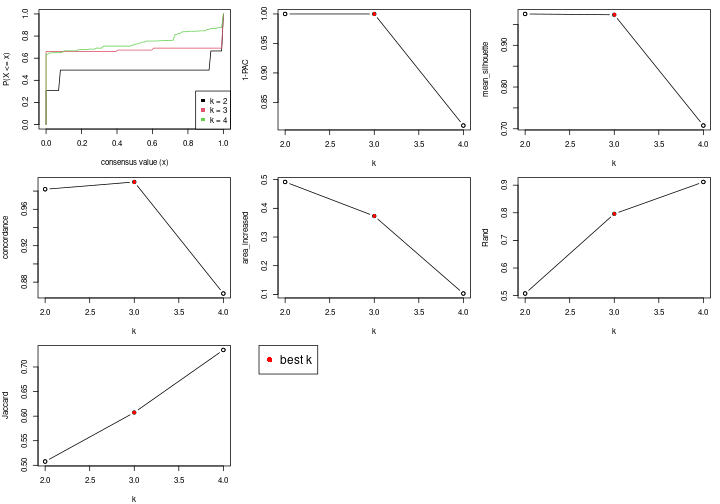 P(X <= x)
1.0
0.8
0.6
0.4
0.2
0.0
k = 2
k = 3
k = 4
0.0 0.2 0.4 0.6 0.8 1.0
consensus value (x)
1-PAC
1.00
0.95
0.90
0.85
2.0 2.5 3.0 3.5 4.0
k
mean_silhouette
0.90
0.80
0.70
2.0 2.5 3.0 3.5 4.0
k
concordance
0.96
0.92
0.88
2.0 2.5 3.0 3.5 4.0
k
area_increased
0.5
0.4
0.3
0.2
0.1
2.0 2.5 3.0 3.5 4.0
k
Rand
0.9
0.8
0.7
0.6
0.5
2.0 2.5 3.0 3.5 4.0
k
Jaccard
0.70
0.65
0.60
0.55
0.50
2.0 2.5 3.0 3.5 4.0
k
best k